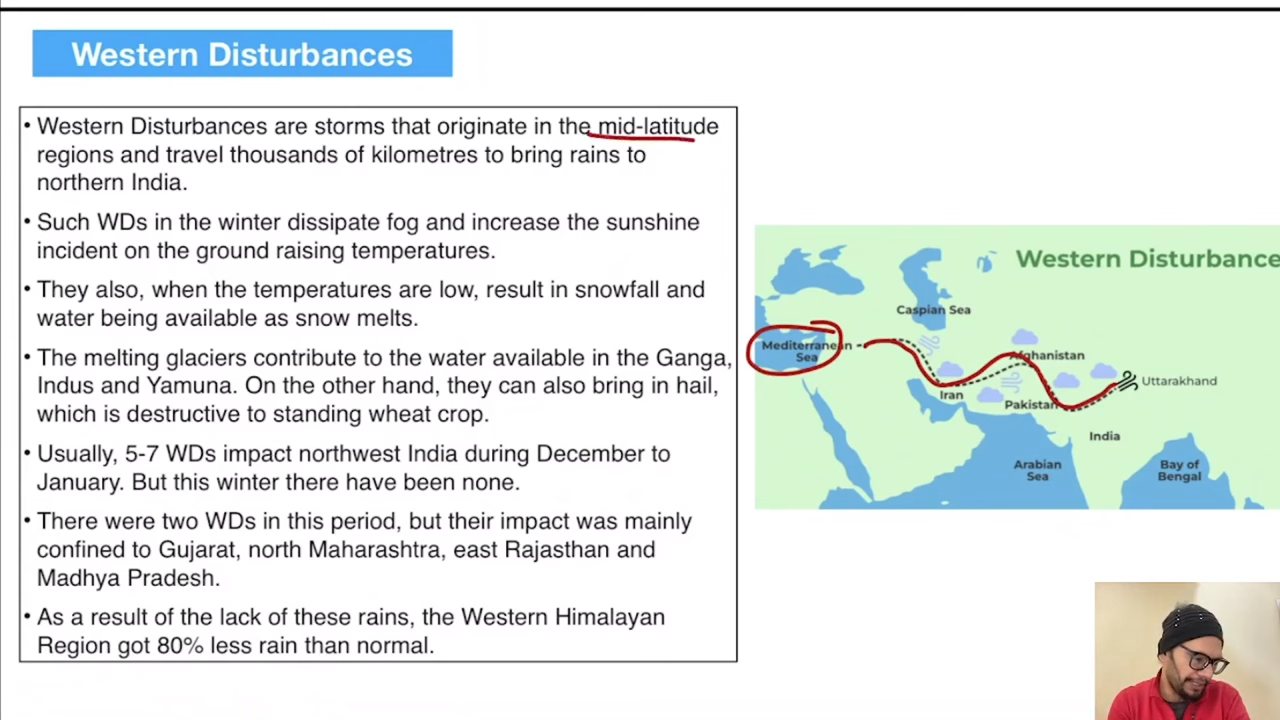 Western Disturbances
• Western Disturbances are storms that originate in the mid-latitude
regions and travel thousands of kilometres to bring rains to
northern India.
• Such WDs in the winter dissipate fog and increase the sunshine
incident on the ground raising temperatures.
• They also, when the temperatures are low, result in snowfall and
water being available as snow melts.
• The melting glaciers contribute to the water available in the Ganga,
Indus and Yamuna. On the other hand, they can also bring in hail,
which is destructive to standing wheat crop.
• Usually, 5-7 WDs impact northwest India during December to
January. But this winter there have been none.
• There were two WDs in this period, but their impact was mainly
confined to Gujarat, north Maharashtra, east Rajasthan and
Madhya Pradesh.
• As a result of the lack of these rains, the Western Himalayan
Region got 80% less rain than normal.
Western Disturbance
Caspian Sea
Mediterranean
Sea
Afghanistan
Uttarakhand
Iran
Pakistan
India
Arabian
Sea
Bay of
Bengal